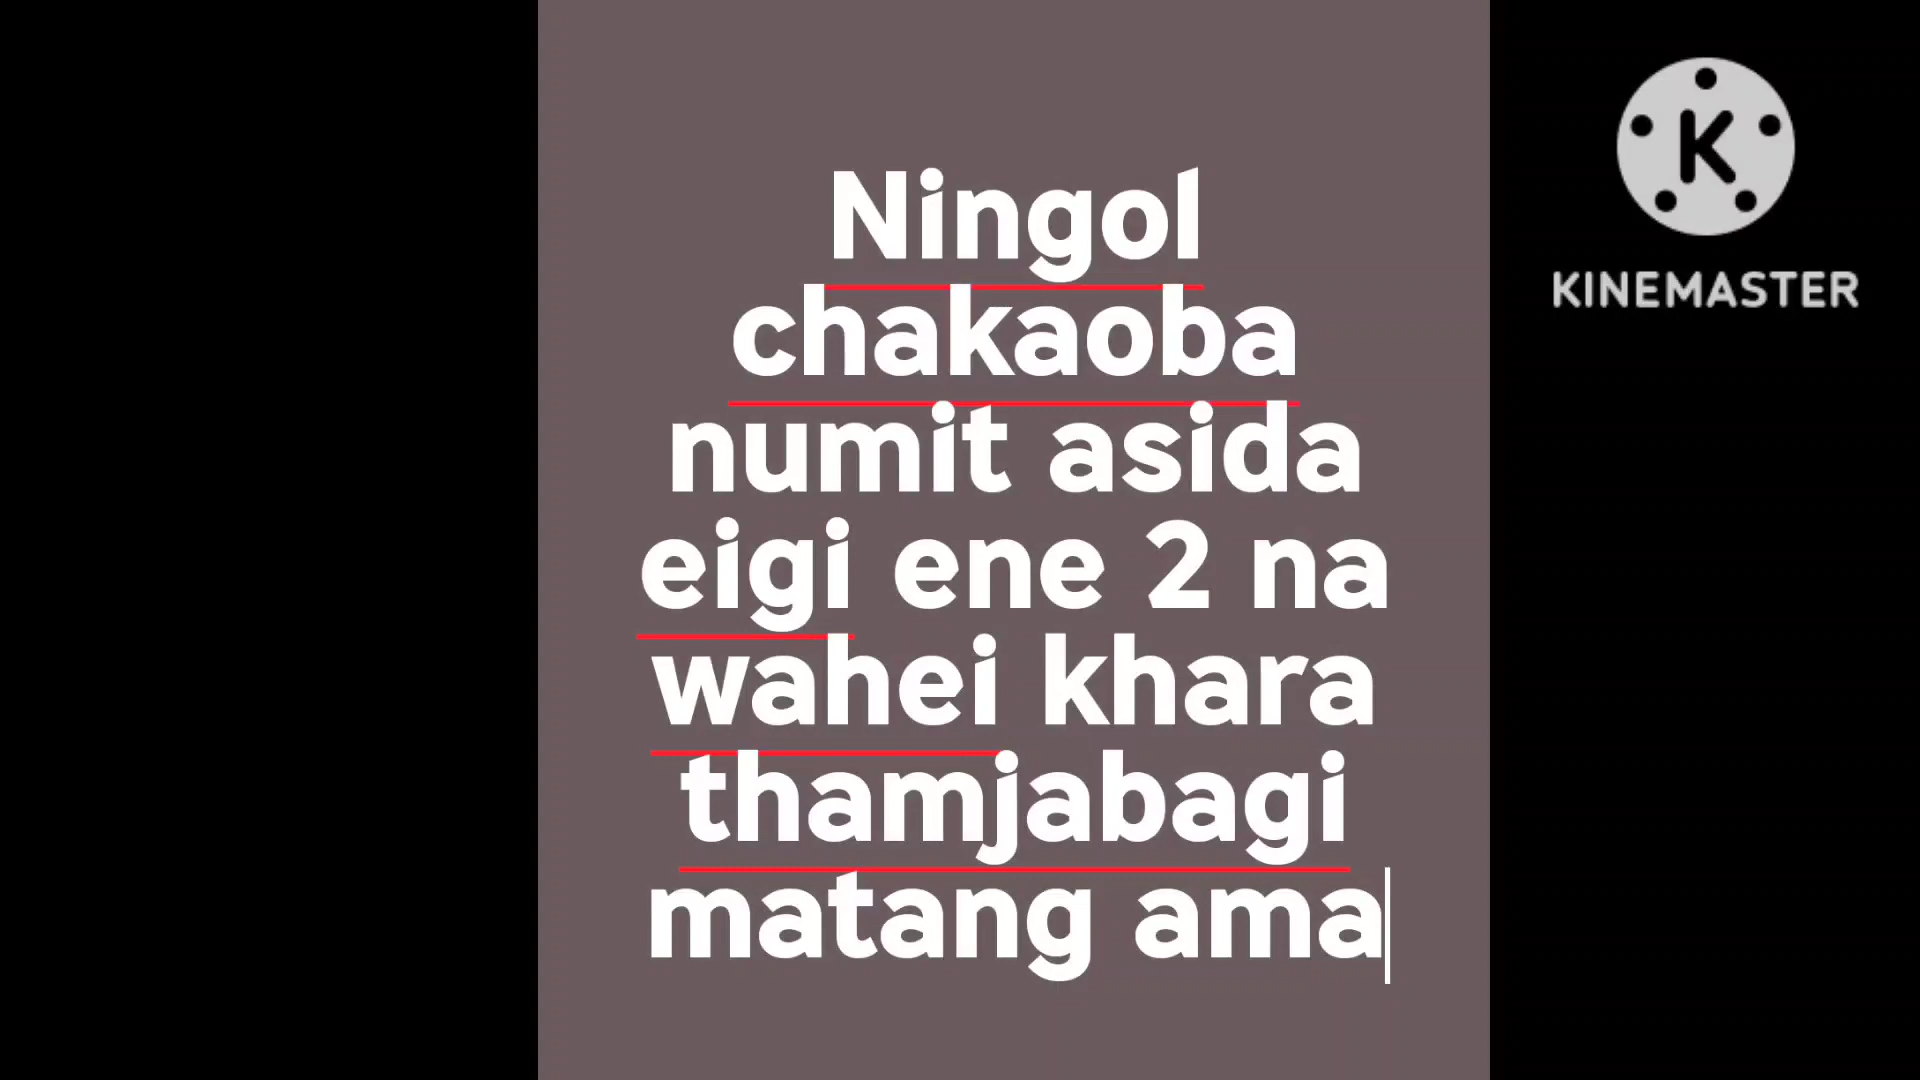 Ningol
chakaoba
numit asida
eigi ene 2 na
wahei khara
thamjabagi
matang ama
K
KINEMASTER